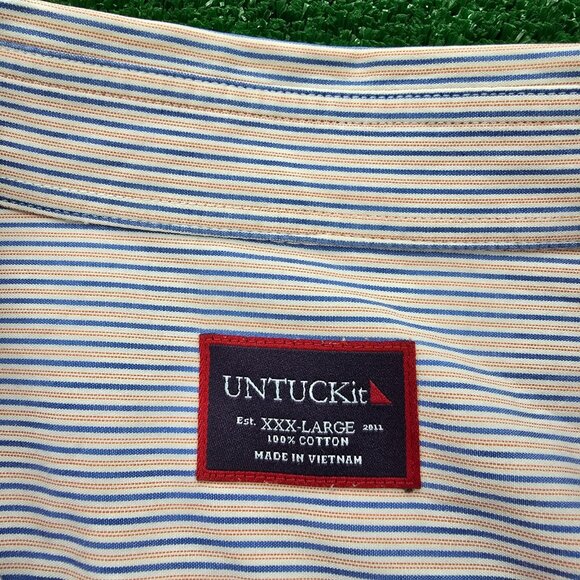 UNTUCKit
Est. XXX-LARGE 2011
100% COTTON
MADE IN VIETNAM